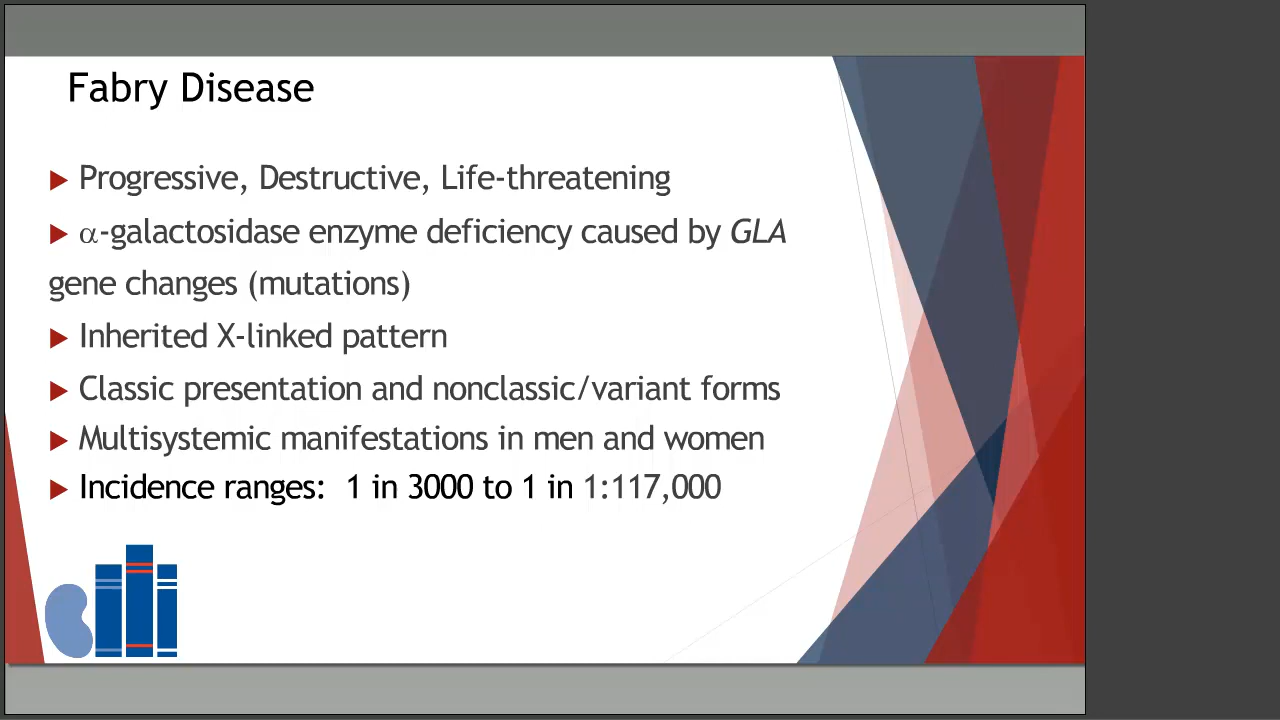 Fabry Disease
Progressive, Destructive, Life-threatening
α-galactosidase enzyme deficiency caused by GLA
gene changes (mutations)
Inherited X-linked pattern
Classic presentation and nonclassic/variant forms
Multisystemic manifestations in men and women
Incidence ranges:  1 in 3000 to 1 in 1:117,000